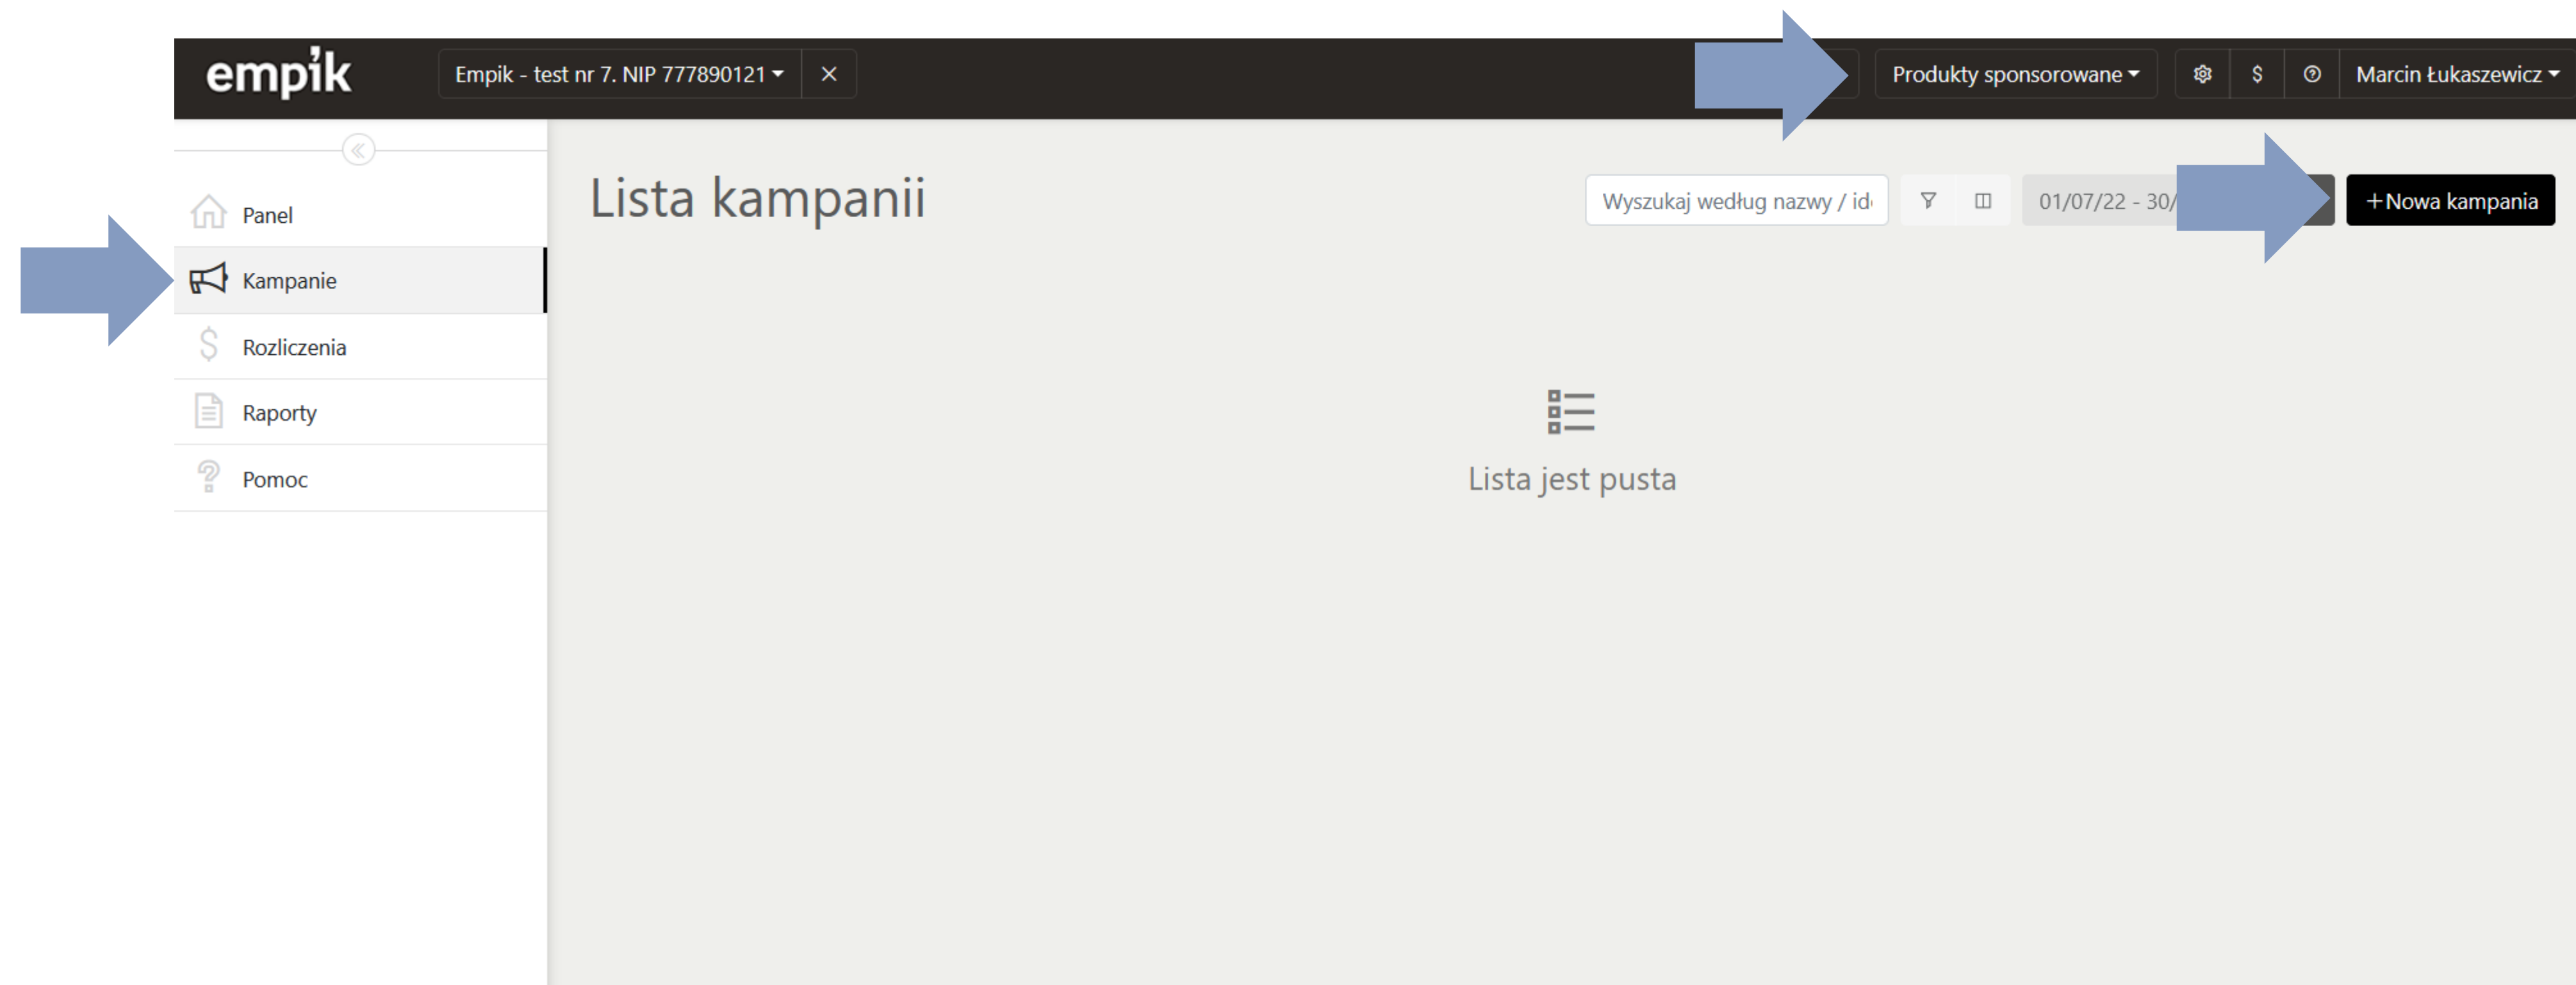 empik
Empik - test nr 7. NIP 777890121
Produkty sponsorowane
$
Marcin Łukaszewicz
Panel
Kampanie
Rozliczenia
Raporty
Pomoc
Lista kampanii
Wyszukaj według nazwy / id
01/07/22 - 30/
+Nowa kampania
Lista jest pusta